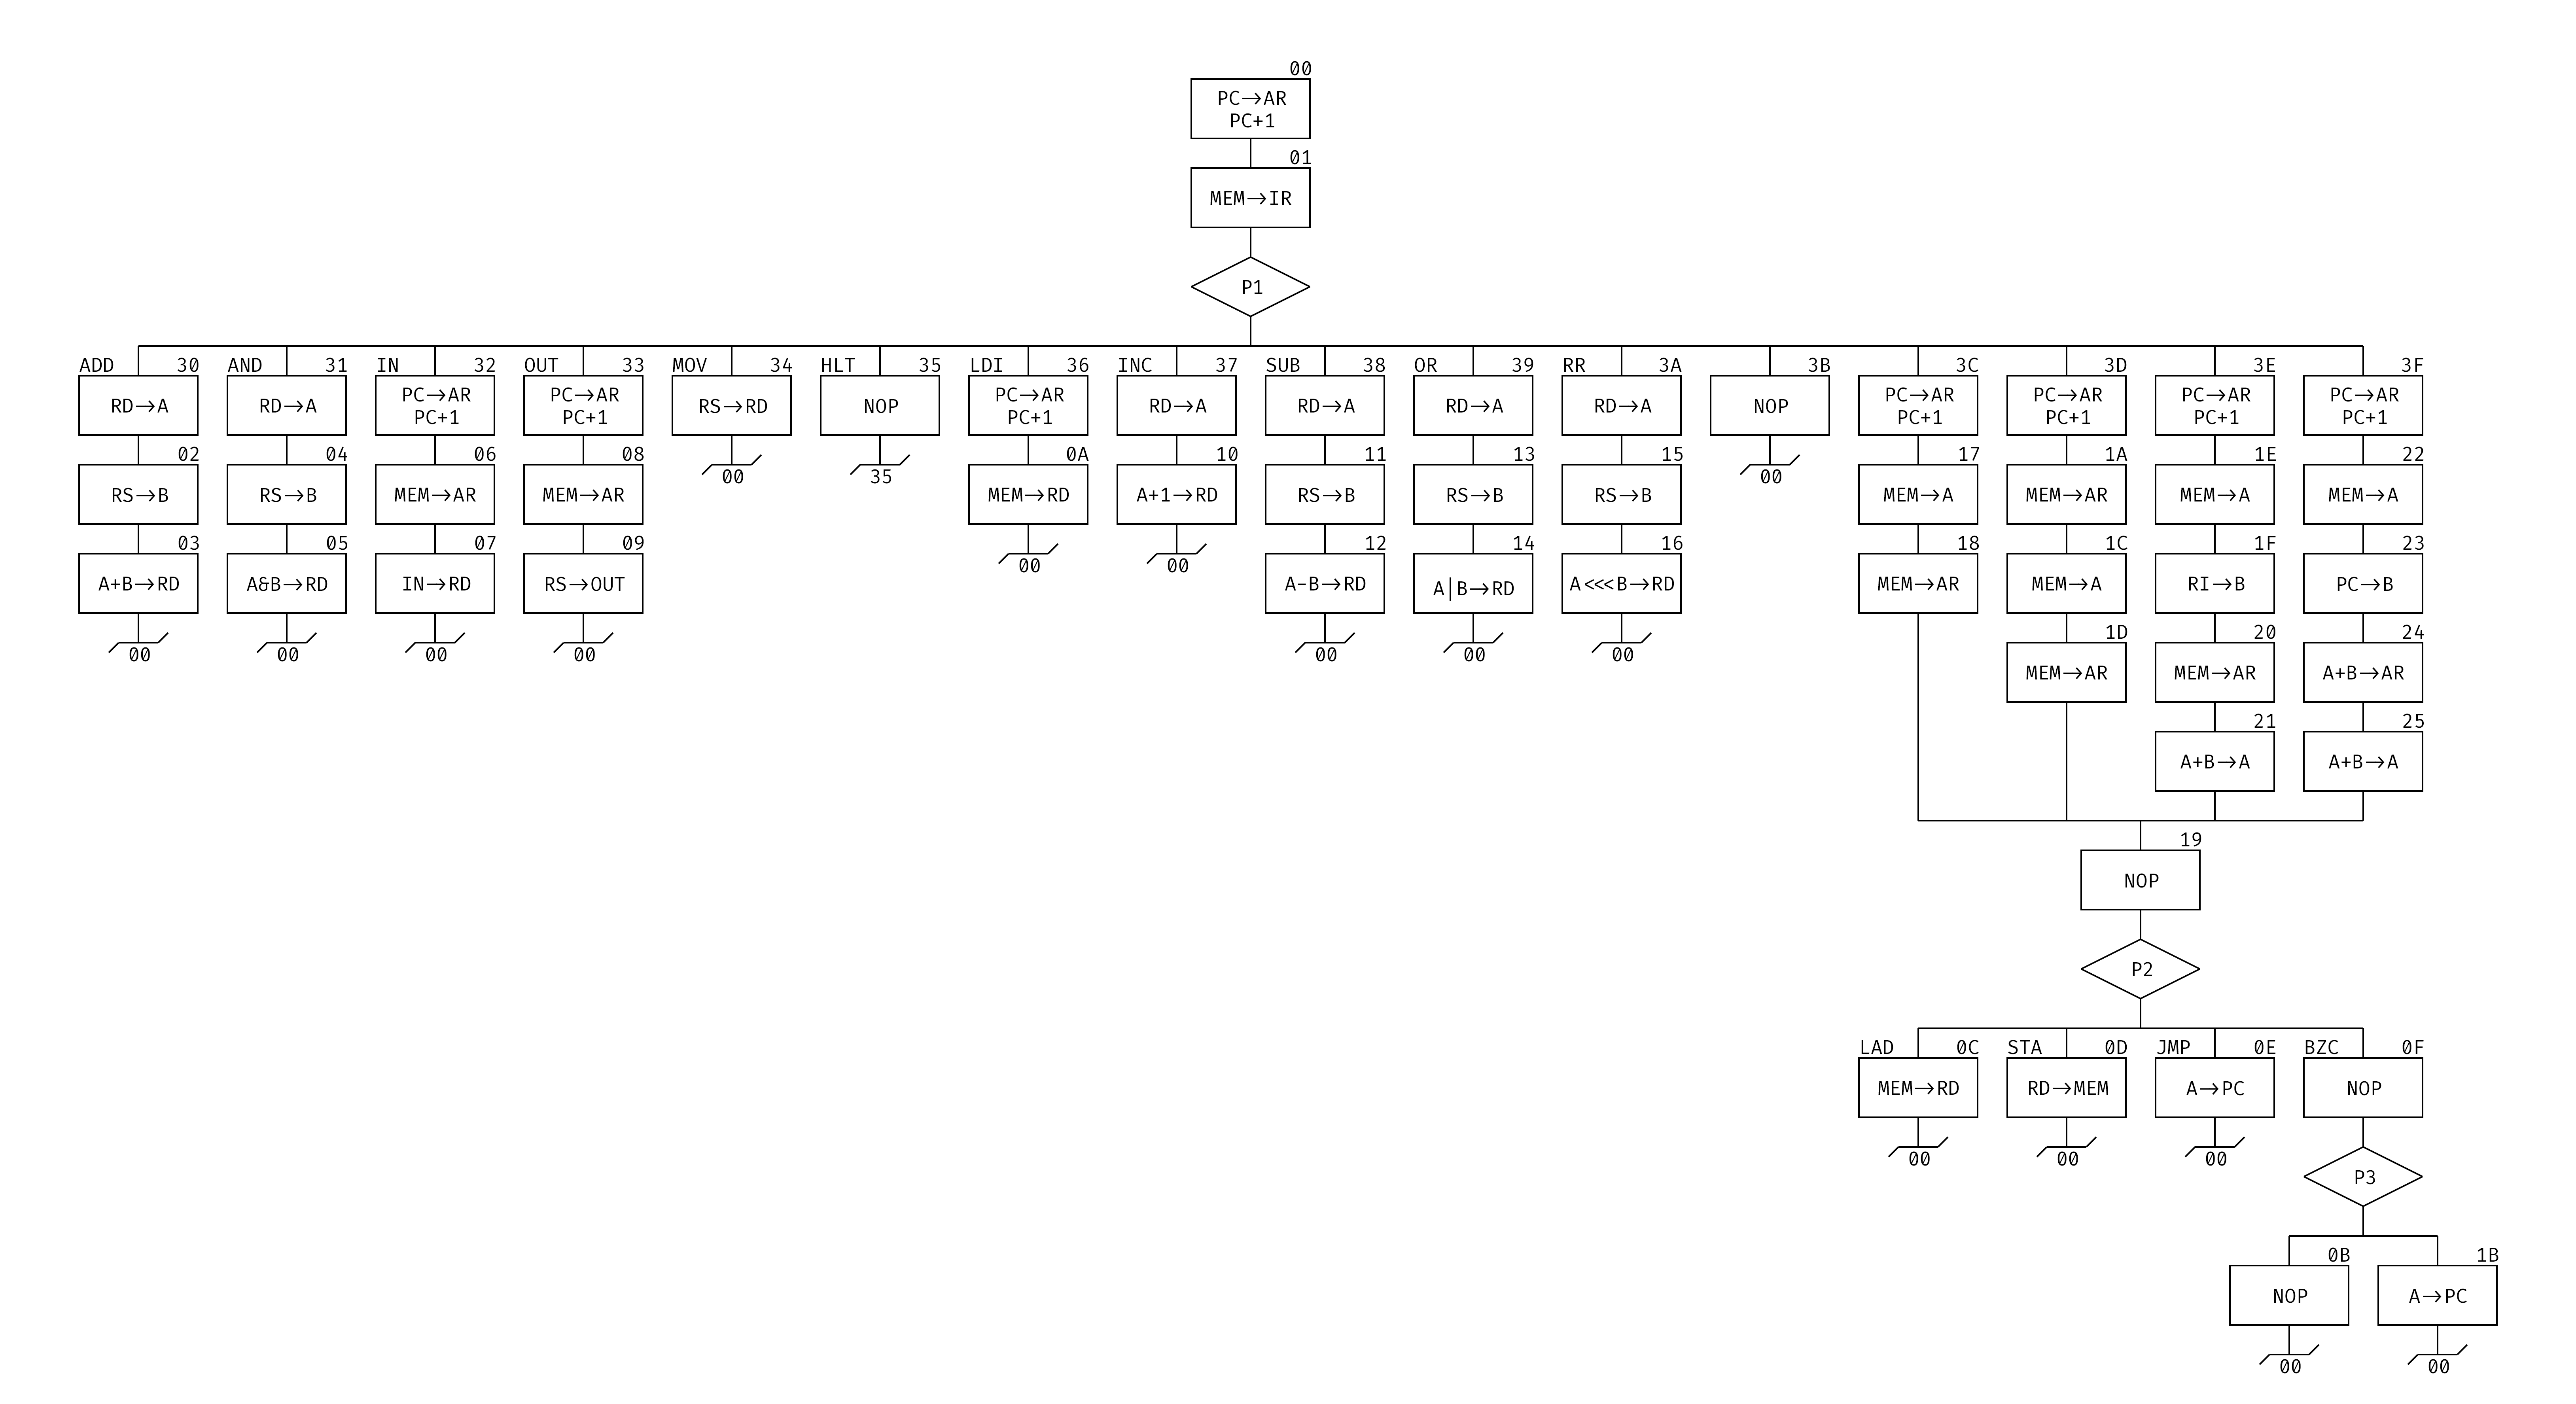 00
PC→AR
PC+1
01
MEM→IR
P1
ADD 30 AND 31 IN 32 OUT 33 MOV 34 HLT 35 LDI 36 INC 37 SUB 38 OR 39 RR 3A 3B 3C 3D 3E 3F
RD→A RD→A PC→AR PC→AR RS→RD NOP PC→AR RD→A RD→A RD→A RD→A NOP PC→AR PC→AR PC→AR PC→AR
PC+1 PC+1 PC+1 PC+1 PC+1 PC+1 PC+1
02 04 06 08 00 35 0A 10 11 13 15 00 17 1A 1E 22
RS→B RS→B MEM→AR MEM→AR MEM→RD A+1→RD RS→B RS→B RS→B MEM→A MEM→AR MEM→A MEM→A
03 05 07 09 00 00 12 14 16 18 1C 1F 23
A+B→RD A&B→RD IN→RD RS→OUT A-B→RD A|B→RD A<<<B→RD MEM→AR MEM→A RI→B PC→B
00 00 00 00 00 00 00 1D 20 24
MEM→AR MEM→AR A+B→AR
21 25
A+B→A A+B→A
19
NOP
P2
LAD 0C STA 0D JMP 0E BZC 0F
MEM→RD RD→MEM A→PC NOP
00 00 00
P3
0B 1B
NOP A→PC
00 00